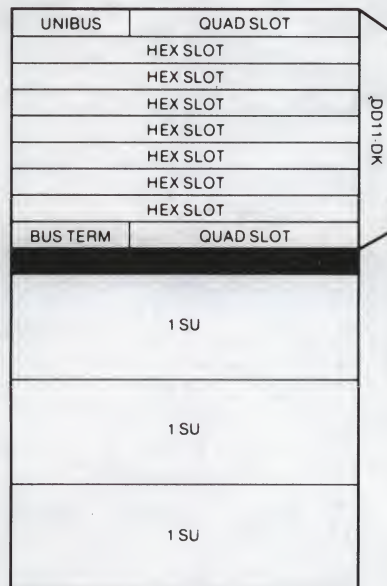 UNIBUS QUAD SLOT
HEX SLOT
HEX SLOT
HEX SLOT
HEX SLOT
HEX SLOT
HEX SLOT
HEX SLOT
BUS TERM QUAD SLOT
DD11-DK
1 SU
1 SU
1 SU